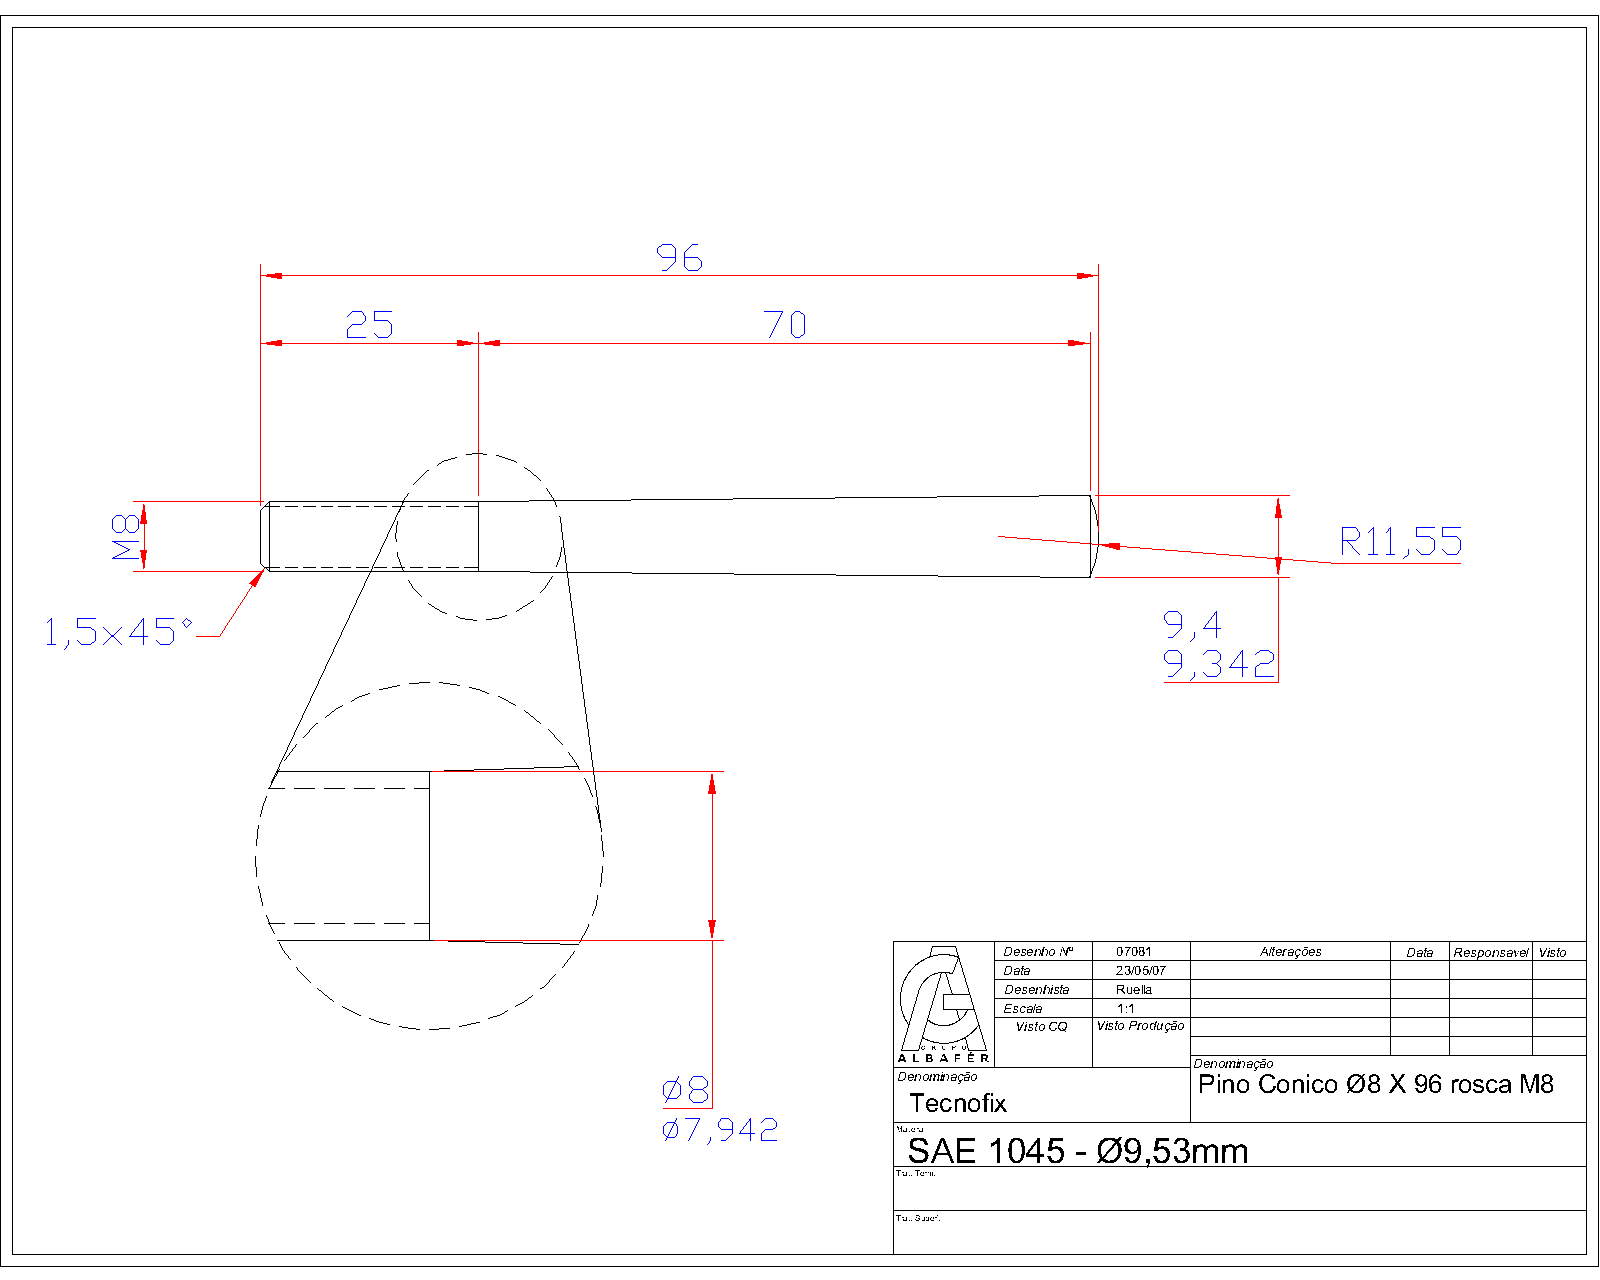 96
25
70
M8
R11,55
1,5x45°
9,4
9,342
Ø8
Ø7,942
GRUPO
ALBAFÉR
Desenho Nº 07081
Data 23/05/07
Desenhista Ruella
Escala 1:1
Visto CQ Visto Produção
Alterações Data Responsavel Visto
Denominação
Tecnofix
Denominação
Pino Conico Ø8 X 96 rosca M8
SAE 1045 - Ø9,53mm
Trat. Term.
Trat. Superf.